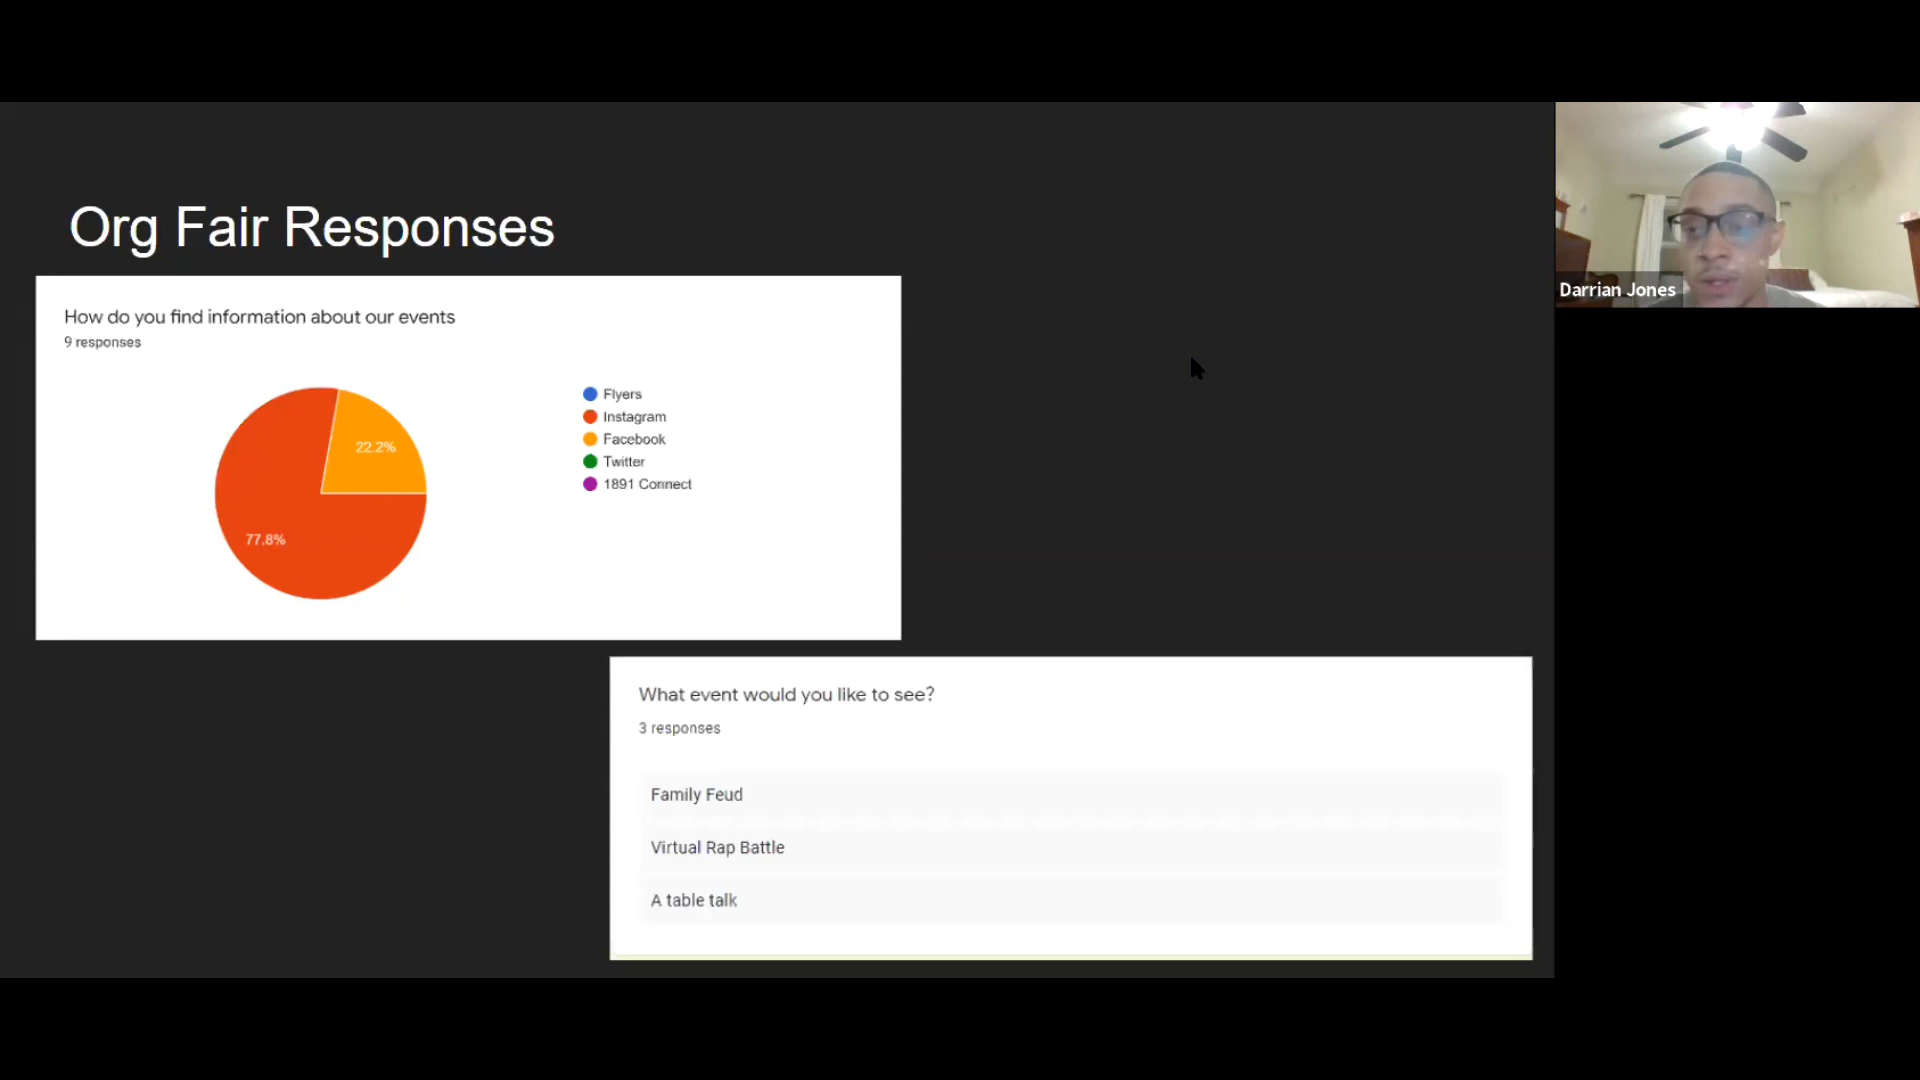 Org Fair Responses
How do you find information about our events
9 responses
22.2%
77.8%
Flyers
Instagram
Facebook
Twitter
1891 Connect
What event would you like to see?
3 responses
Family Feud
Virtual Rap Battle
A table talk
Darrian Jones